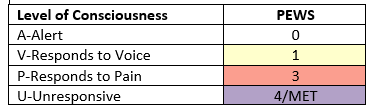 Level of Consciousness PEWS
A-Alert 0
V-Responds to Voice 1
P-Responds to Pain 3
U-Unresponsive 4/MET